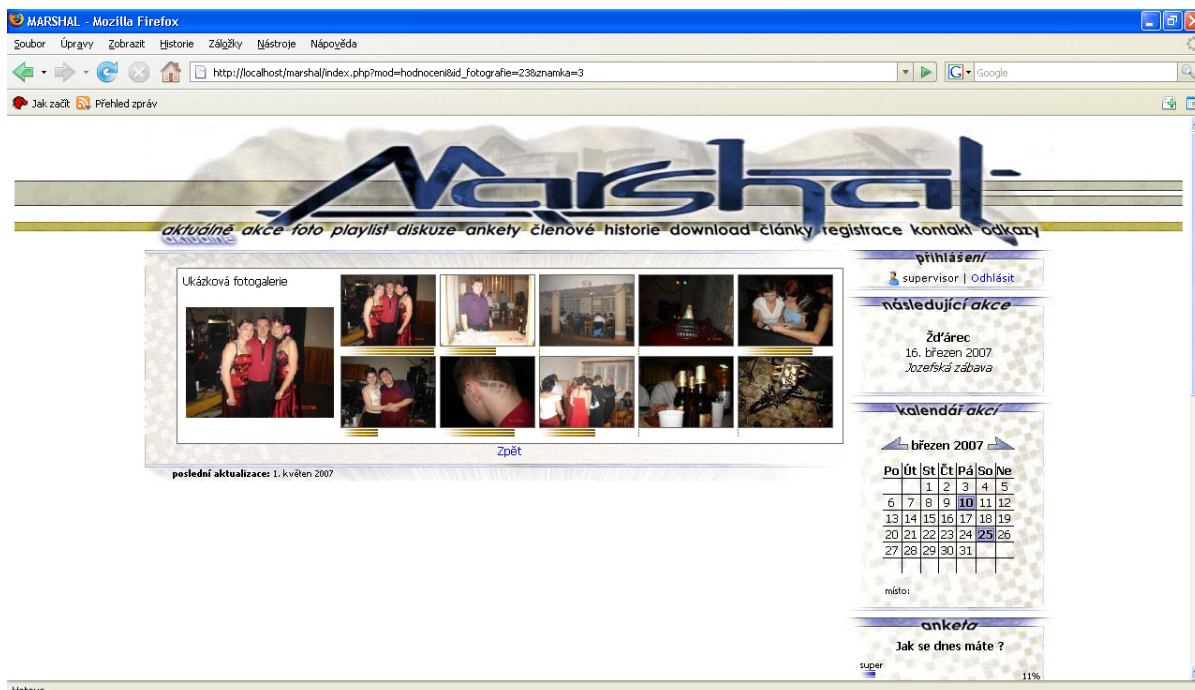 MARSHAL - Mozilla Firefox
Soubor Úpravy Zobrazit Historie Záložky Nástroje Nápověda
http://localhost/marshal/index.php?mod=hodnoceni&id_fotografie=23&znamka=3
Google
Jak začít Přehled zpráv
Marshal
aktuálně akce foto playlist diskuze ankety členové historie download články registrace kontakt odkazy
aktuálně
přihlášení
supervisor | Odhlásit
Ukázková fotogalerie
následující akce
Žďárec
16. březen 2007
Jozefská zábava
Zpět
poslední aktualizace: 1. květen 2007
kalendář akcí
březen 2007
Po Út St Čt Pá So Ne
1 2 3 4 5
6 7 8 9 10 11 12
13 14 15 16 17 18 19
20 21 22 23 24 25 26
27 28 29 30 31
místo:
anketa
Jak se dnes máte ?
super
11%